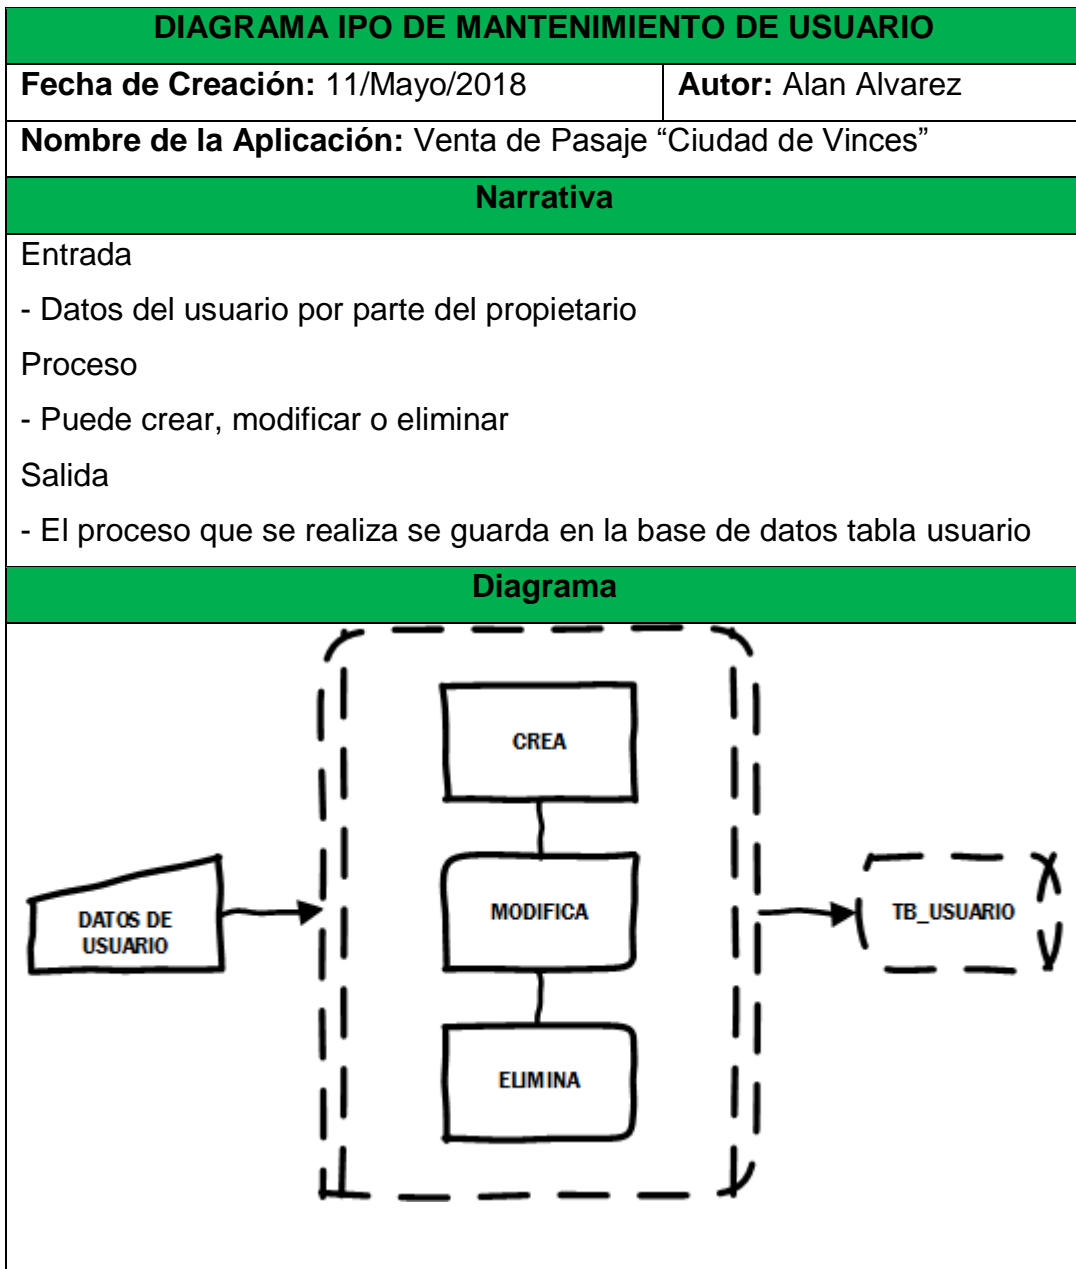 DIAGRAMA IPO DE MANTENIMIENTO DE USUARIO
Fecha de Creación: 11/Mayo/2018
Autor: Alan Alvarez
Nombre de la Aplicación: Venta de Pasaje “Ciudad de Vinces”
Narrativa
Entrada
- Datos del usuario por parte del propietario
Proceso
- Puede crear, modificar o eliminar
Salida
- El proceso que se realiza se guarda en la base de datos tabla usuario
Diagrama
CREA
DATOS DE
USUARIO
MODIFICA
TB_USUARIO
ELIMINA